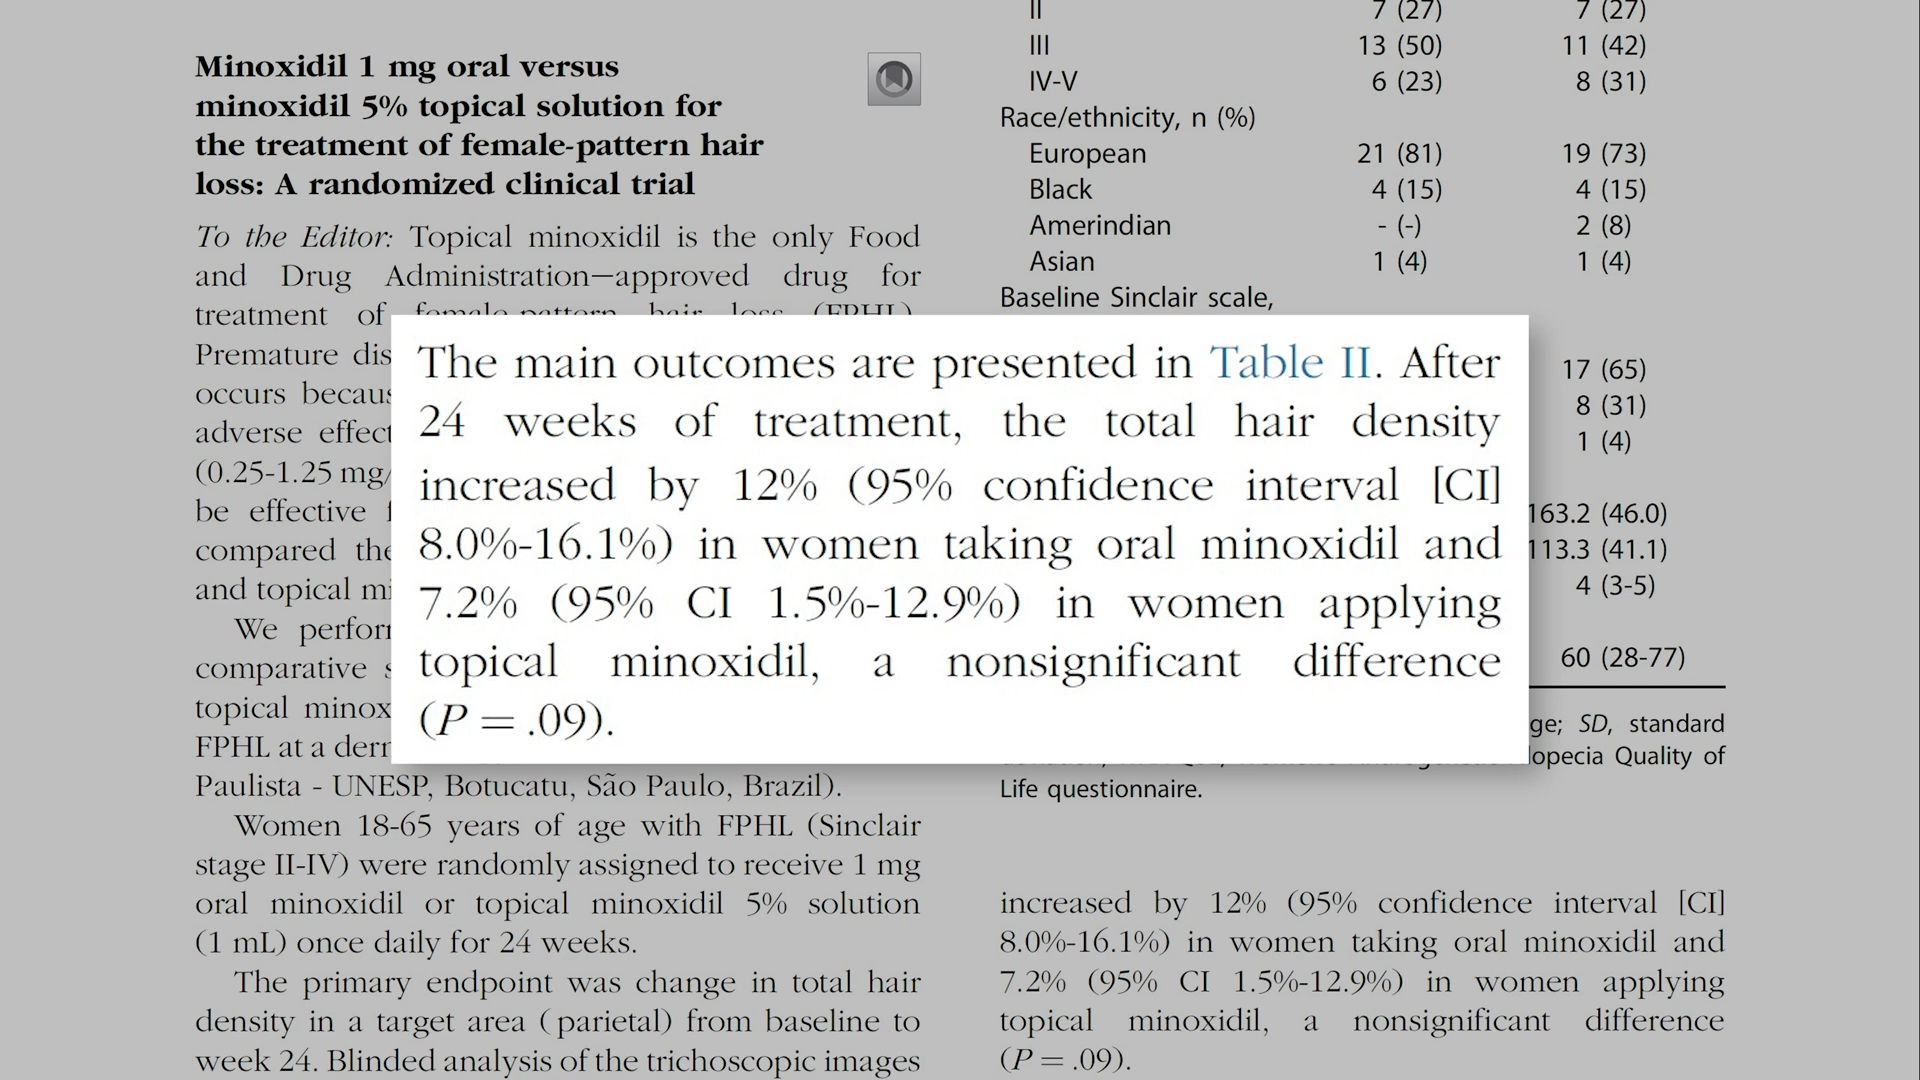 Minoxidil 1 mg oral versus
minoxidil 5% topical solution for
the treatment of female-pattern hair
loss: A randomized clinical trial
To the Editor: Topical minoxidil is the only Food
and Drug Administration—approved drug for
treatment of female-pattern hair loss (FPHL).
Premature dis
occurs becaus
adverse effect
(0.25-1.25 mg/
be effective
compared the
and topical mi
We perfor
comparative
topical minox
FPHL at a derm
Paulista - UNESP, Botucatu, São Paulo, Brazil).
Women 18-65 years of age with FPHL (Sinclair
stage II-IV) were randomly assigned to receive 1 mg
oral minoxidil or topical minoxidil 5% solution
(1 mL) once daily for 24 weeks.
The primary endpoint was change in total hair
density in a target area (parietal) from baseline to
week 24. Blinded analysis of the trichoscopic images
II 7 (27) 7 (27)
III 13 (50) 11 (42)
IV-V 6 (23) 8 (31)
Race/ethnicity, n (%)
European 21 (81) 19 (73)
Black 4 (15) 4 (15)
Amerindian - (-) 2 (8)
Asian 1 (4) 1 (4)
Baseline Sinclair scale,
17 (65)
8 (31)
1 (4)
163.2 (46.0)
113.3 (41.1)
4 (3-5)
60 (28-77)
ge; SD, standard
lopecia Quality of
Life questionnaire.
increased by 12% (95% confidence interval [CI]
8.0%-16.1%) in women taking oral minoxidil and
7.2% (95% CI 1.5%-12.9%) in women applying
topical minoxidil, a nonsignificant difference
(P = .09).
The main outcomes are presented in Table II. After
24 weeks of treatment, the total hair density
increased by 12% (95% confidence interval [CI]
8.0%-16.1%) in women taking oral minoxidil and
7.2% (95% CI 1.5%-12.9%) in women applying
topical minoxidil, a nonsignificant difference
(P = .09).